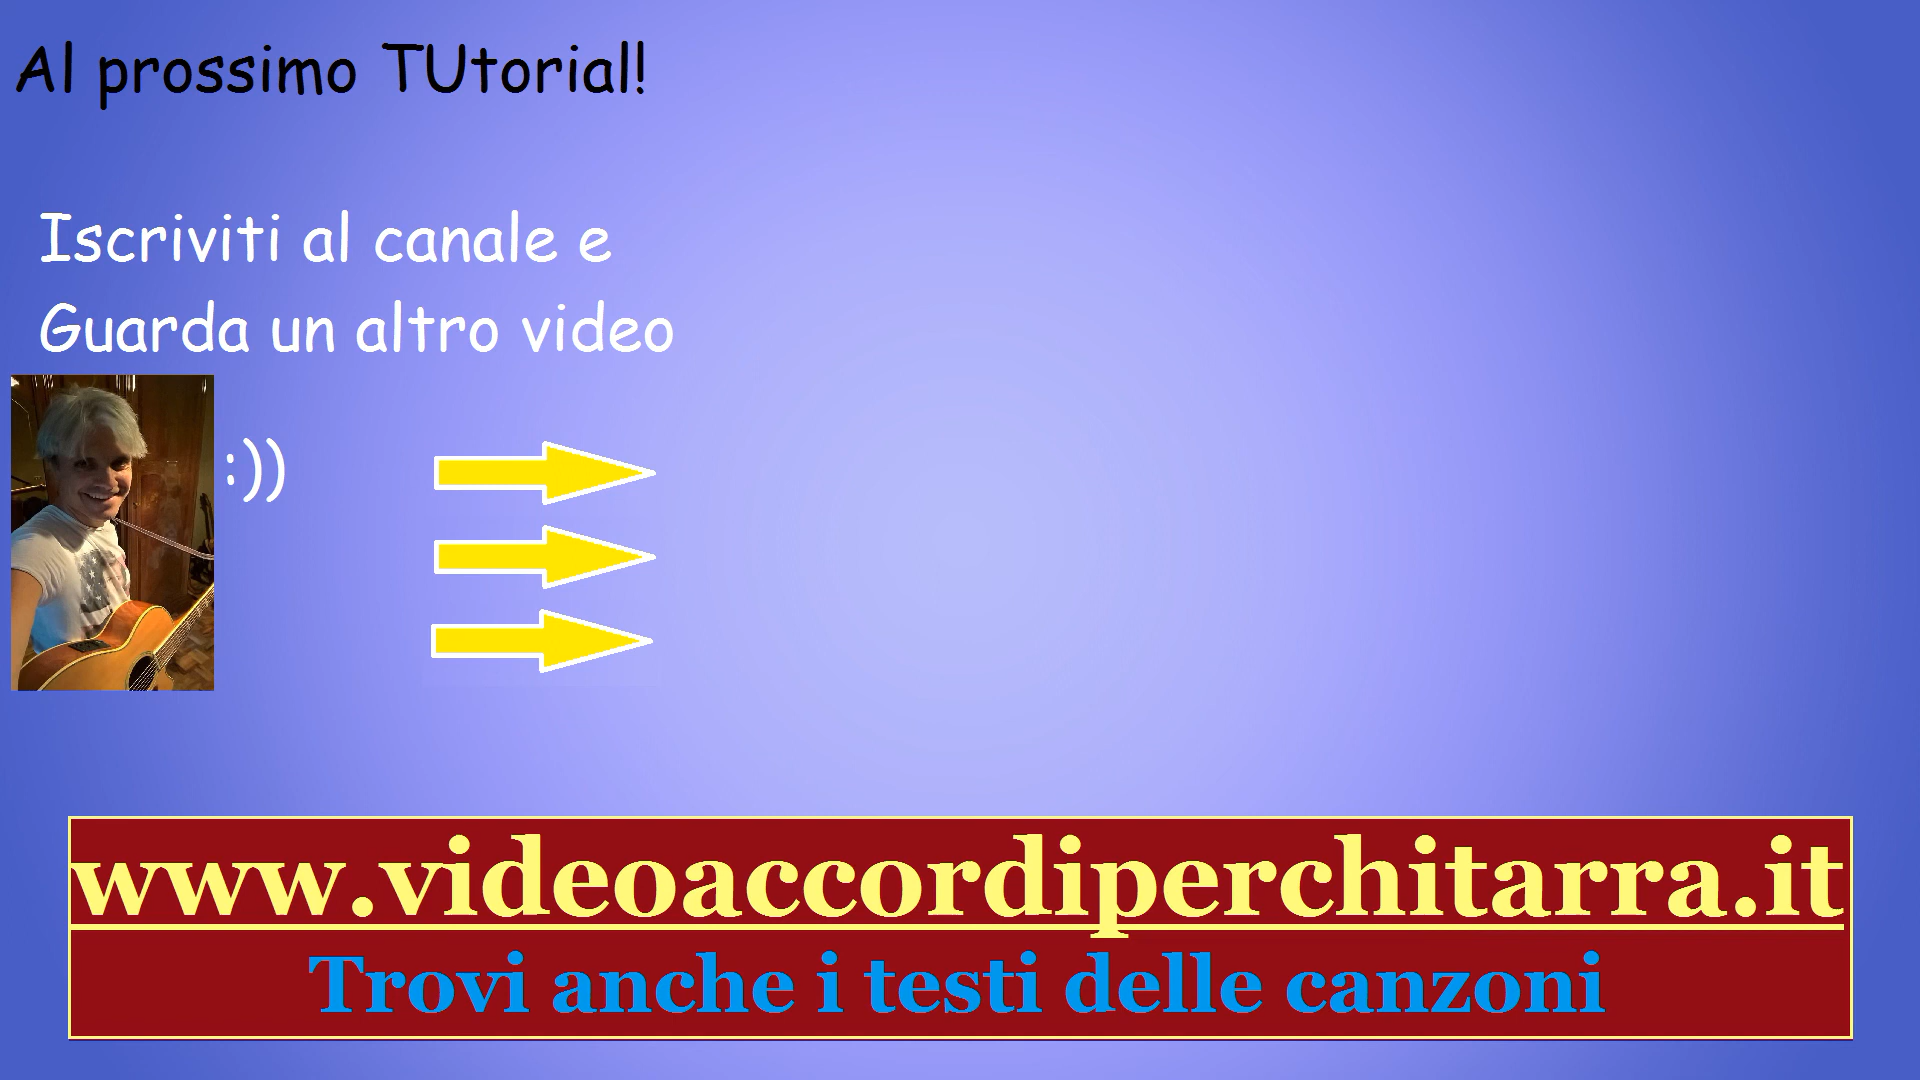 Al prossimo TUtorial!
Iscriviti al canale e
Guarda un altro video
:))
www.videoaccordiperchitarra.it
Trovi anche i testi delle canzoni